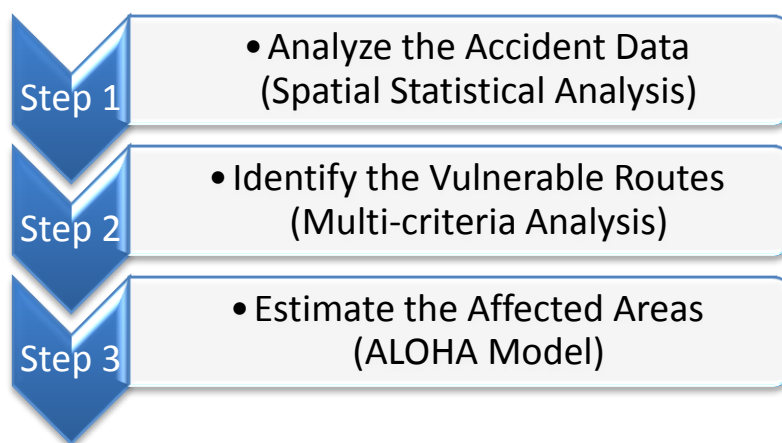 Step 1
• Analyze the Accident Data
(Spatial Statistical Analysis)
Step 2
• Identify the Vulnerable Routes
(Multi-criteria Analysis)
Step 3
• Estimate the Affected Areas
(ALOHA Model)